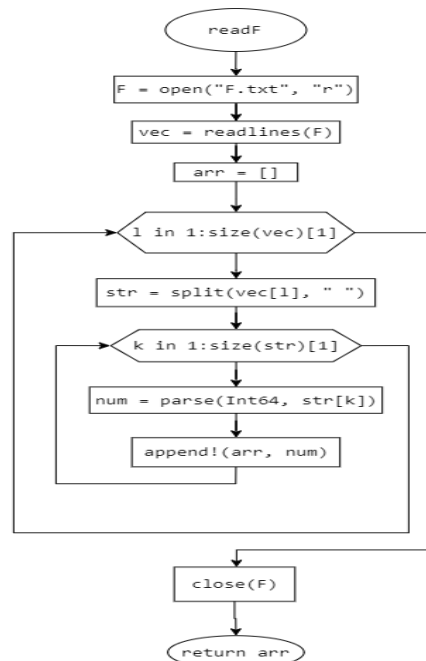 readF
F = open("F.txt", "r")
vec = readlines(F)
arr = []
l in 1:size(vec)[1]
str = split(vec[l], " ")
k in 1:size(str)[1]
num = parse(Int64, str[k])
append!(arr, num)
close(F)
return arr